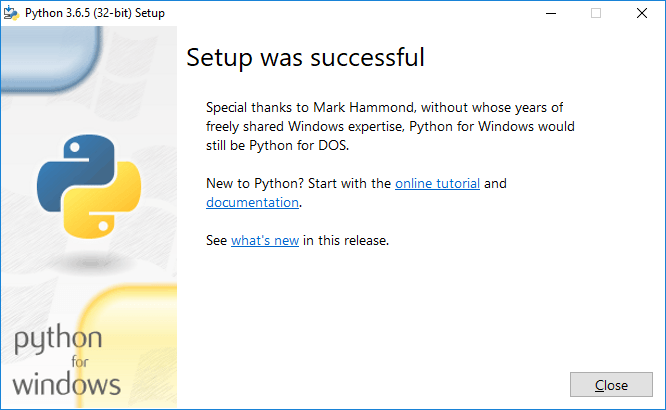 Python 3.6.5 (32-bit) Setup
Setup was successful
Special thanks to Mark Hammond, without whose years of
freely shared Windows expertise, Python for Windows would
still be Python for DOS.
New to Python? Start with the online tutorial and
documentation.
See what's new in this release.
python
for
windows
Close